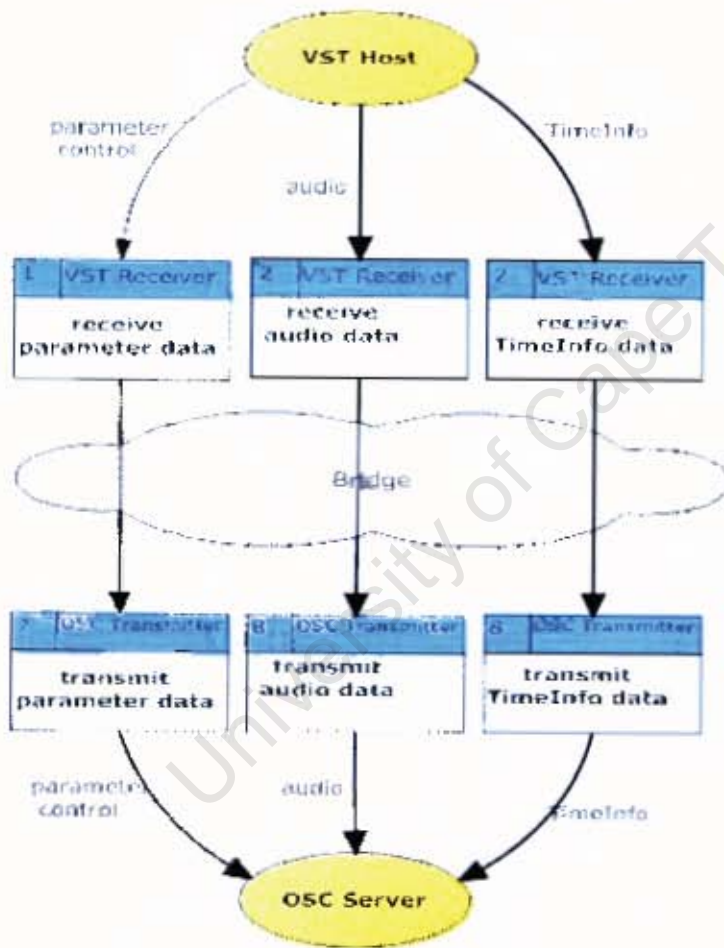 VST Host
parameter
control
audio
TimeInfo
1 VST Receiver
receive
parameter data
2 VST Receiver
receive
audio data
2 VST Receiver
receive
TimeInfo data
Bridge
OSC Transmitter
transmit
parameter data
8 OSC Transmitter
transmit
audio data
OSC Transmitter
transmit
TimeInfo data
parameter
control
audio
TimeInfo
OSC Server
University of Cape T